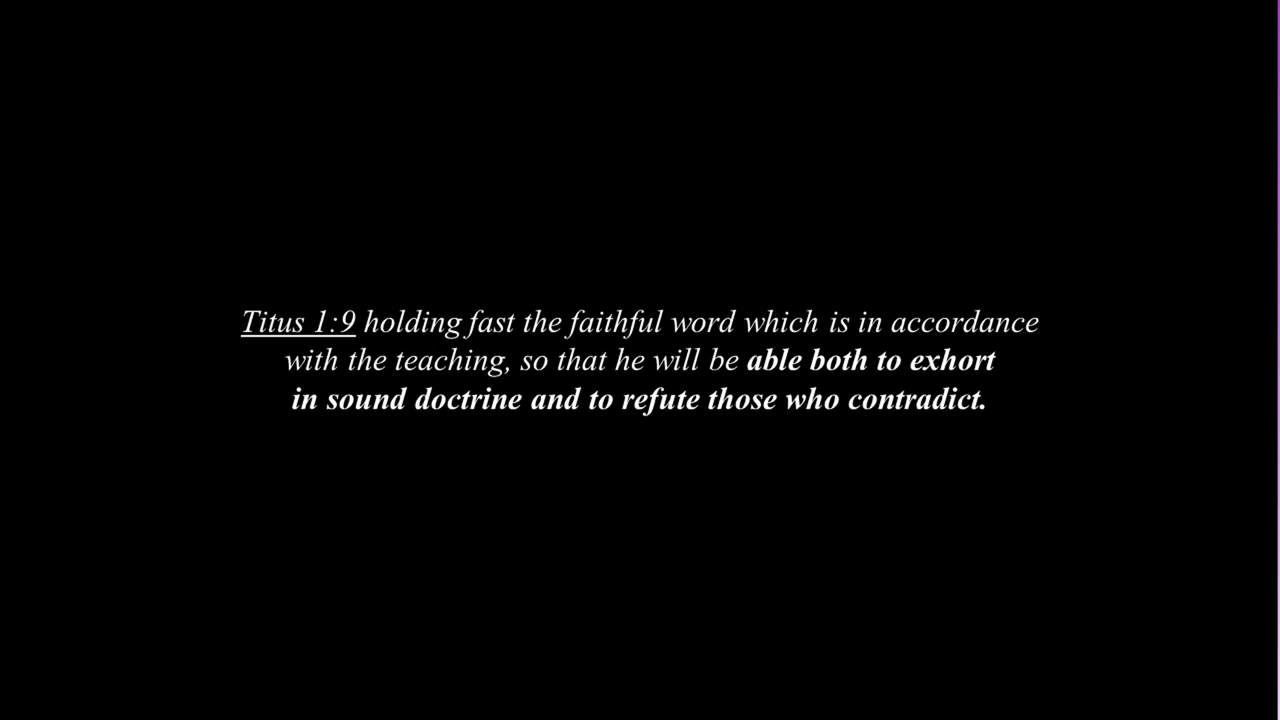 Titus 1:9 holding fast the faithful word which is in accordance
with the teaching, so that he will be able both to exhort
in sound doctrine and to refute those who contradict.